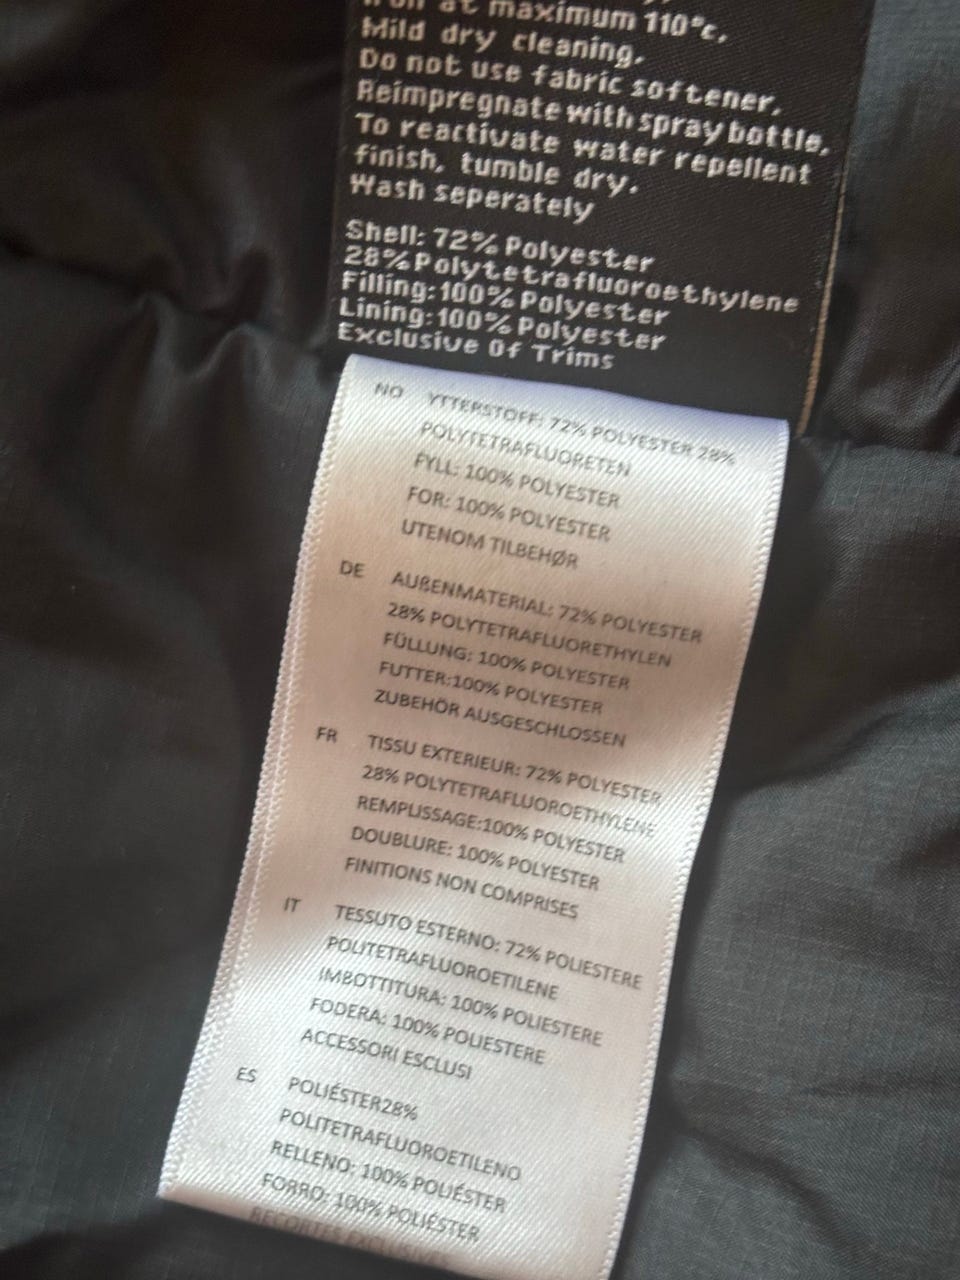 Iron at maximum 110°c.
Mild dry cleaning.
Do not use fabric softener.
Reimpregnate with spray bottle.
To reactivate water repellent
finish, tumble dry.
Wash seperately
Shell: 72% Polyester
28% Polytetrafluoroethylene
Filling:100% Polyester
Lining:100% Polyester
Exclusive Of Trims
NO YTTERSTOFF: 72% POLYESTER 28%
POLYTETRAFLUORETEN
FYLL: 100% POLYESTER
FOR: 100% POLYESTER
UTENOM TILBEHØR
DE AUßENMATERIAL: 72% POLYESTER
28% POLYTETRAFLUORETHYLEN
FÜLLUNG: 100% POLYESTER
FUTTER:100% POLYESTER
ZUBEHÖR AUSGESCHLOSSEN
FR TISSU EXTERIEUR: 72% POLYESTER
28% POLYTETRAFLUOROETHYLENE
REMPLISSAGE:100% POLYESTER
DOUBLURE: 100% POLYESTER
FINITIONS NON COMPRISES
IT TESSUTO ESTERNO: 72% POLIESTERE
POLITETRAFLUOROETILENE
IMBOTTITURA: 100% POLIESTERE
FODERA: 100% POLIESTERE
ACCESSORI ESCLUSI
ES POLIÉSTER28%
POLITETRAFLUOROETILENO
RELLENO: 100% POLIÉSTER
FORRO: 100% POLIÉSTER
RECORTES